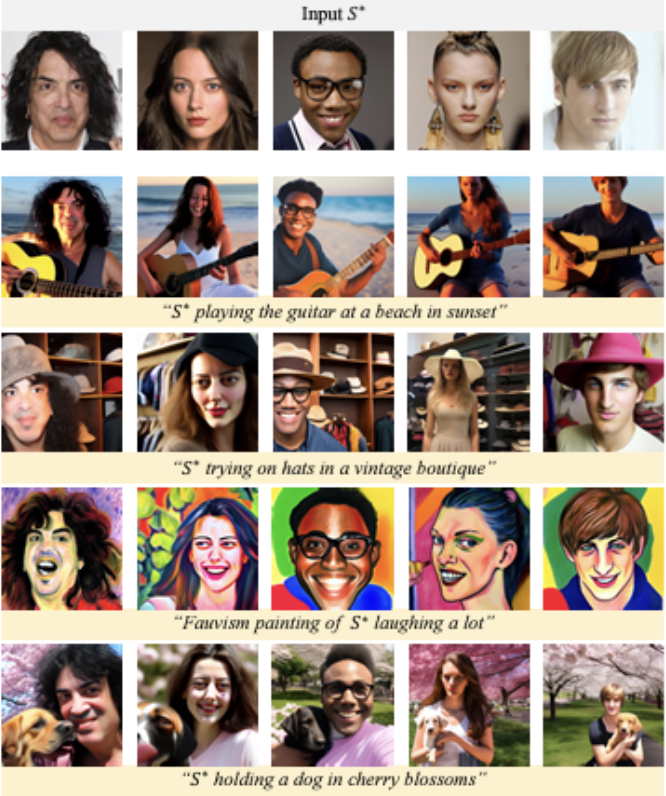 Input S*
“S* playing the guitar at a beach in sunset”
“S* trying on hats in a vintage boutique”
“Fauvism painting of S* laughing a lot”
“S* holding a dog in cherry blossoms”